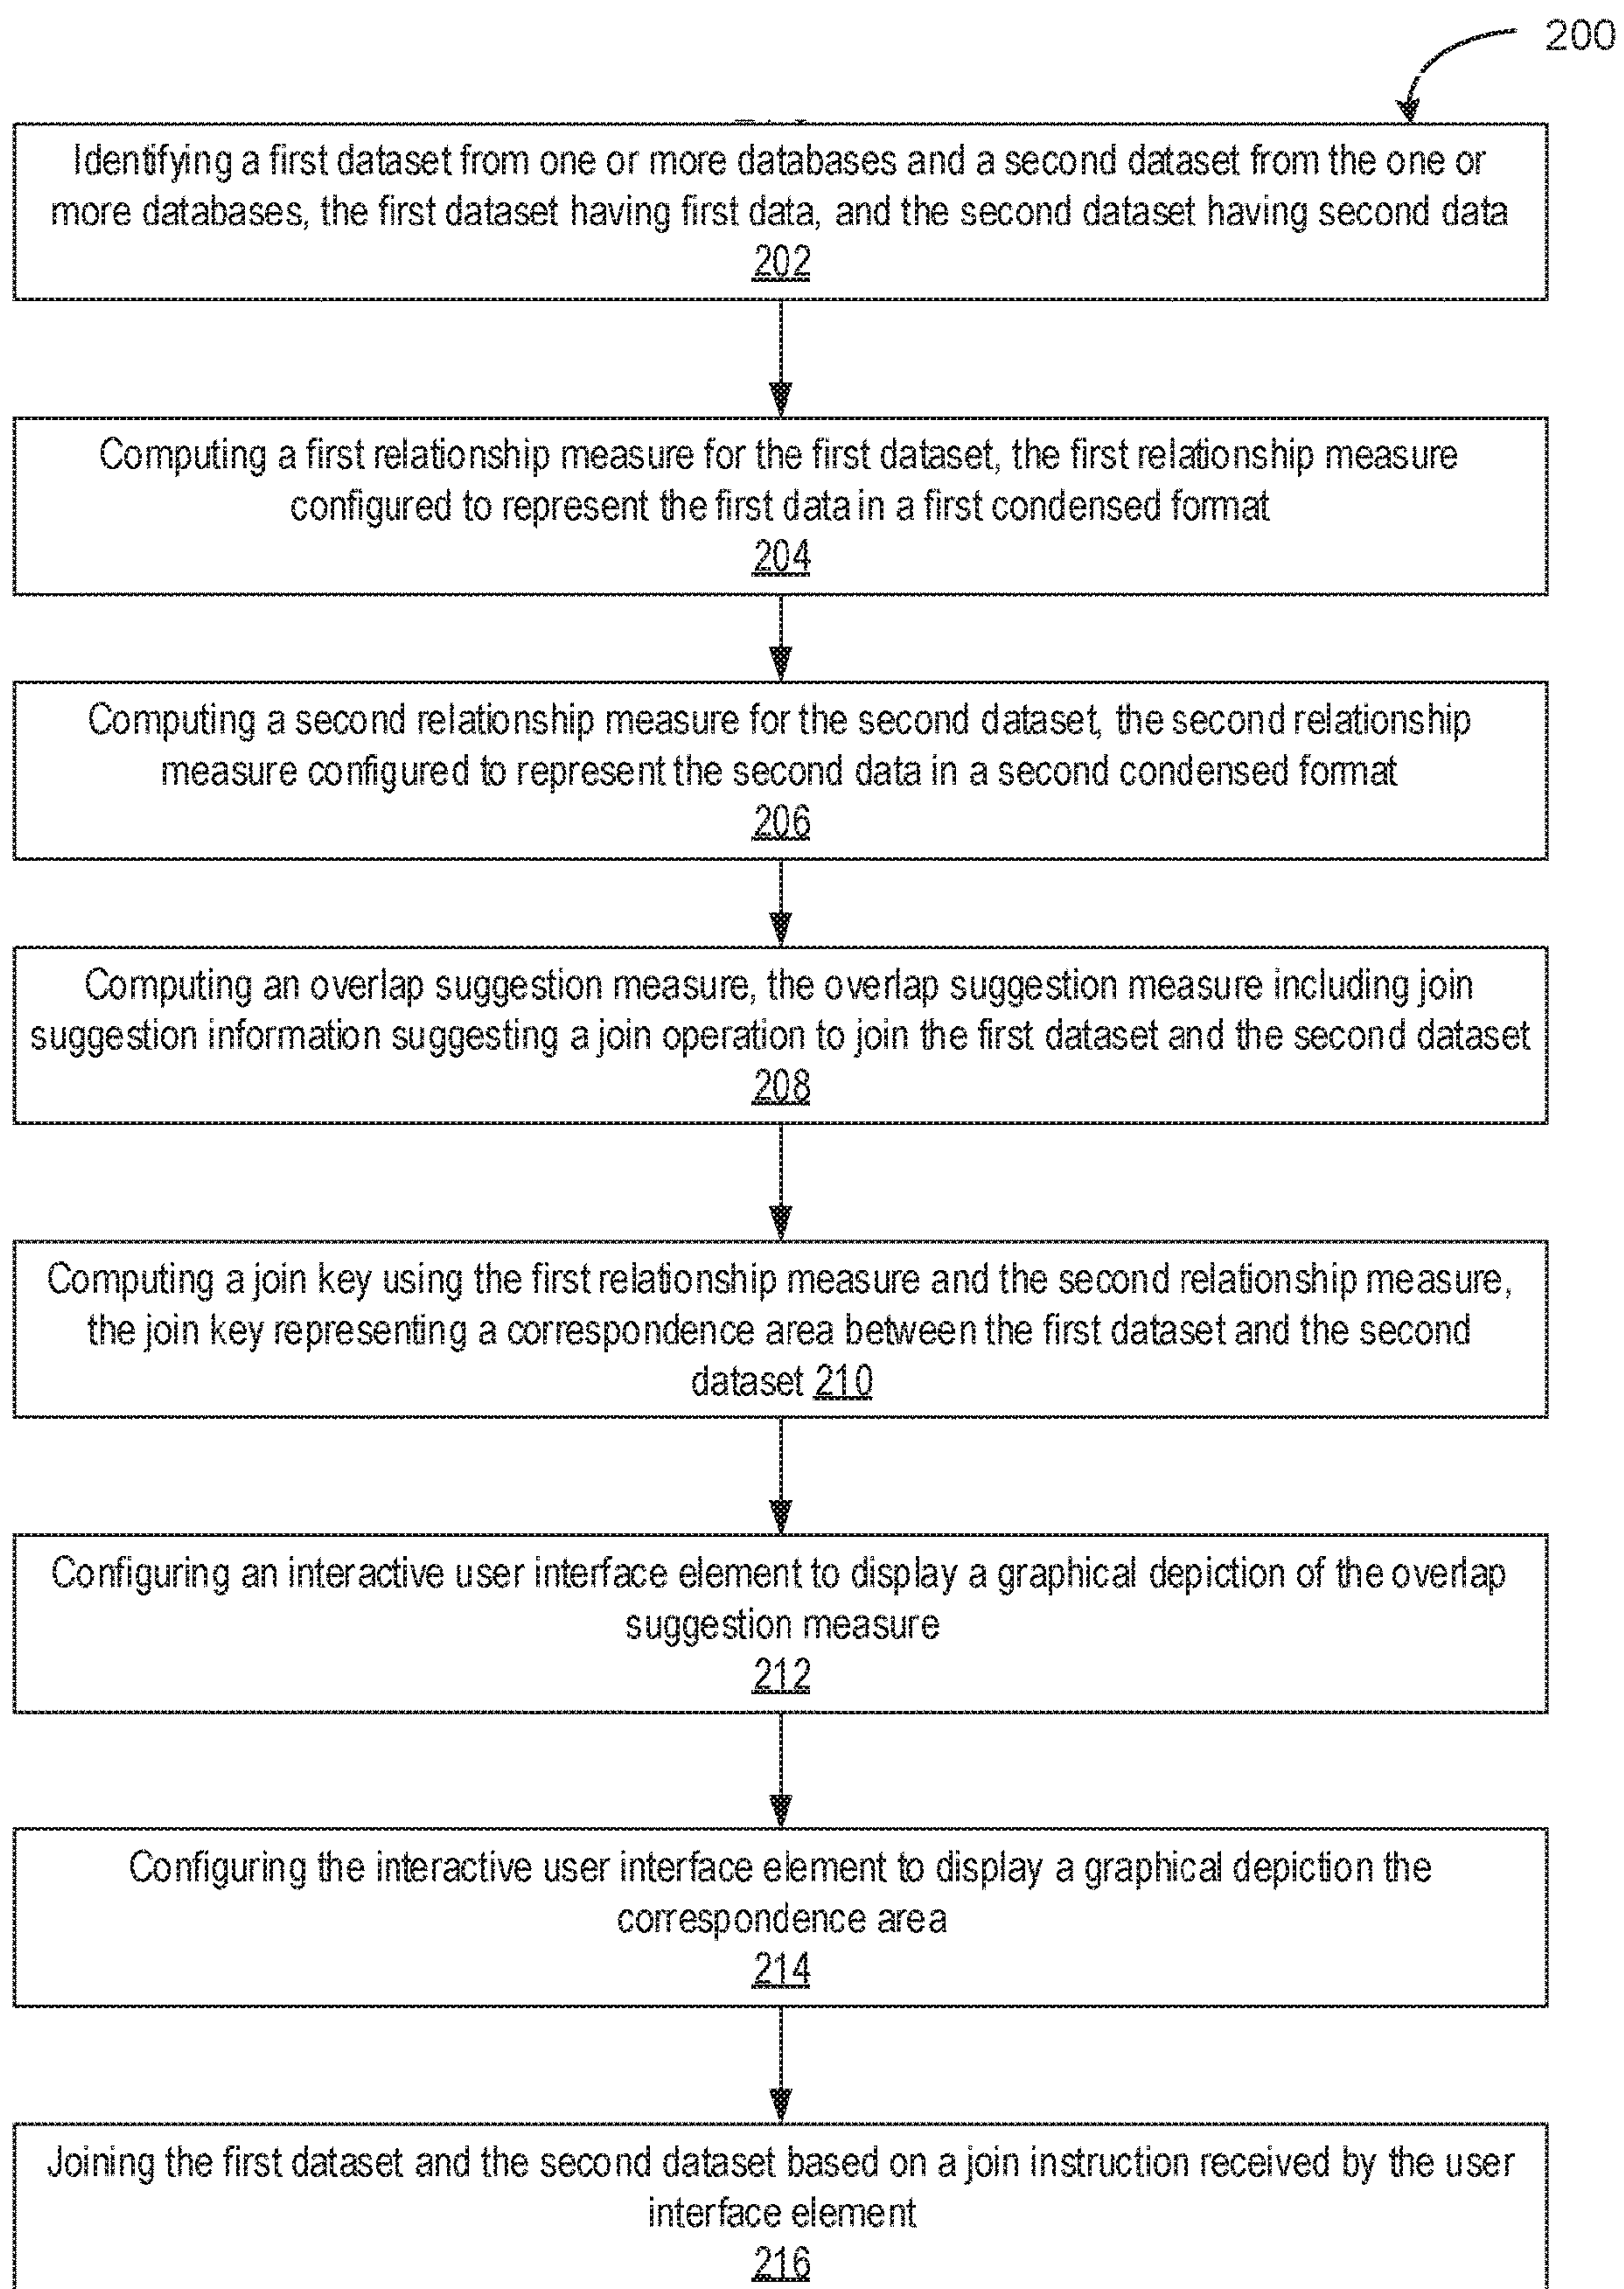 200
Identifying a first dataset from one or more databases and a second dataset from the one or
more databases, the first dataset having first data, and the second dataset having second data
202
Computing a first relationship measure for the first dataset, the first relationship measure
configured to represent the first data in a first condensed format
204
Computing a second relationship measure for the second dataset, the second relationship
measure configured to represent the second data in a second condensed format
206
Computing an overlap suggestion measure, the overlap suggestion measure including join
suggestion information suggesting a join operation to join the first dataset and the second dataset
208
Computing a join key using the first relationship measure and the second relationship measure,
the join key representing a correspondence area between the first dataset and the second
dataset 210
Configuring an interactive user interface element to display a graphical depiction of the overlap
suggestion measure
212
Configuring the interactive user interface element to display a graphical depiction the
correspondence area
214
Joining the first dataset and the second dataset based on a join instruction received by the user
interface element
216